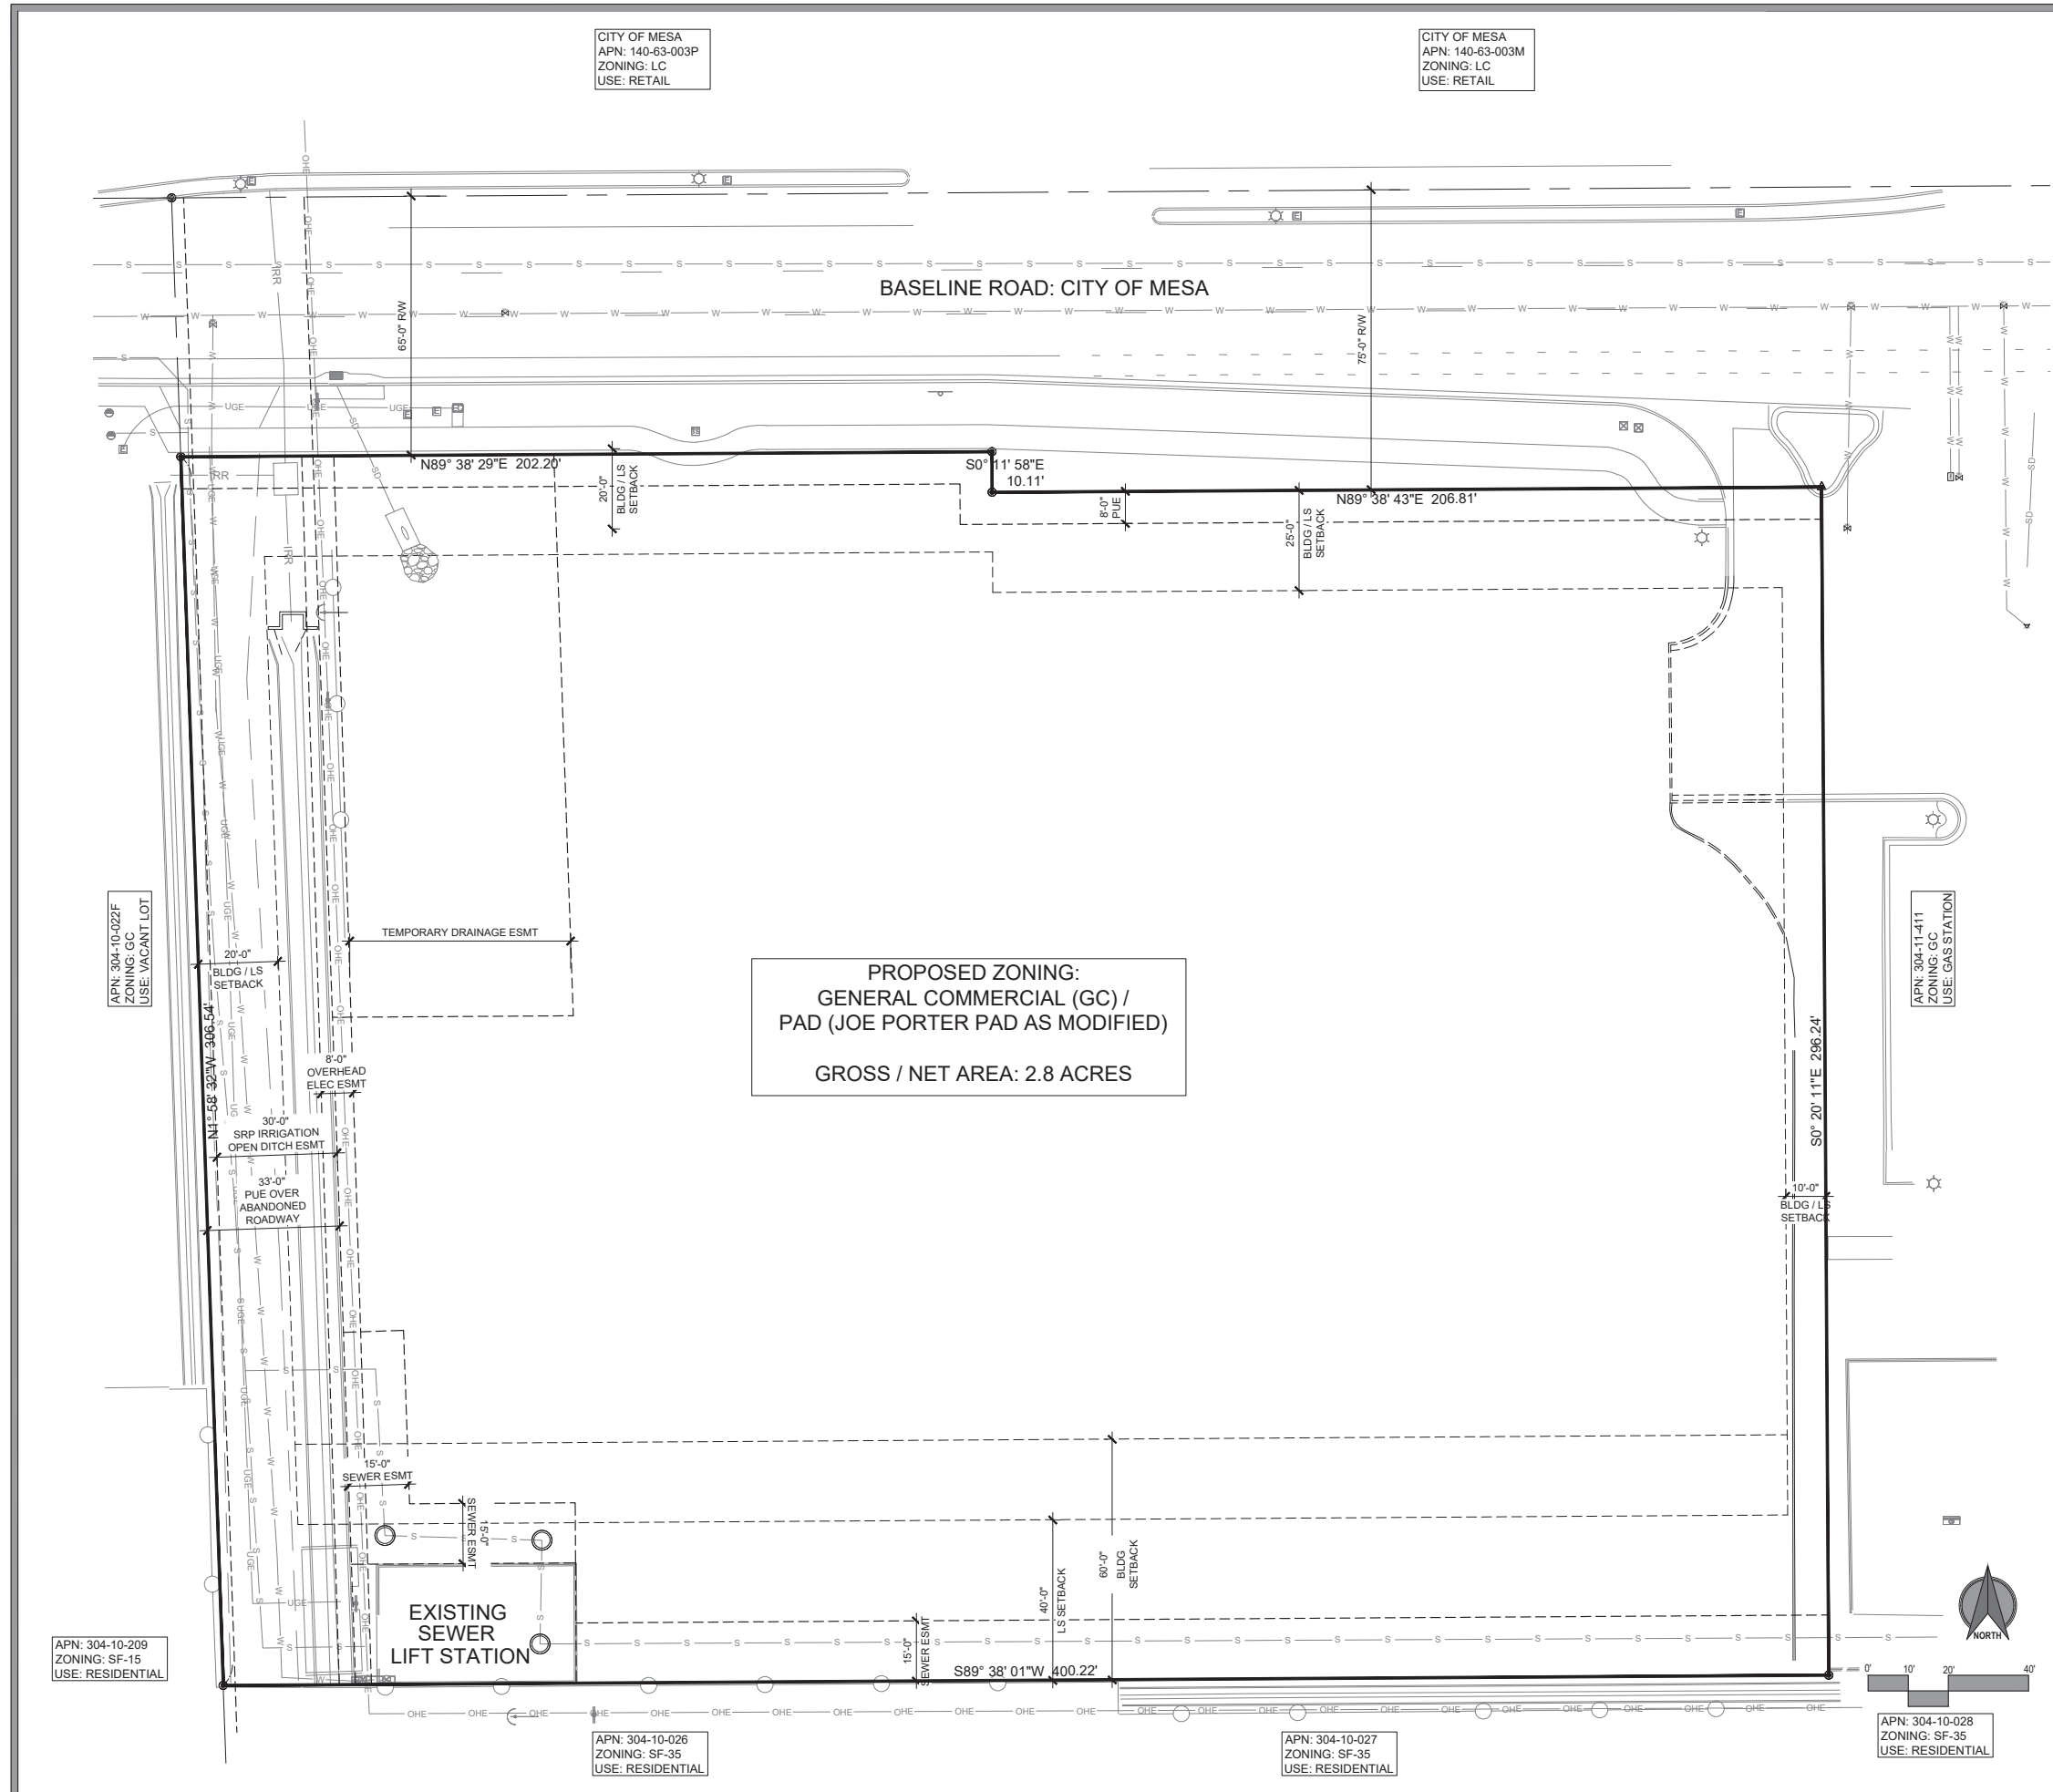 CITY OF MESA
APN: 140-63-003P
ZONING: LC
USE: RETAIL
CITY OF MESA
APN: 140-63-003M
ZONING: LC
USE: RETAIL
BASELINE ROAD: CITY OF MESA
65'-0" R/W
75'-0" R/W
N89° 38' 29"E 202.20'
S0° 11' 58"E
10.11'
N89° 38' 43"E 206.81'
20'-0"
BLDG / LS
SETBACK
8'-0"
PUE
25'-0"
BLDG / LS
SETBACK
TEMPORARY DRAINAGE ESMT
APN: 304-10-022F
ZONING: GC
USE: VACANT LOT
20'-0"
BLDG / LS
SETBACK
N1° 58' 32"W 306.54'
8'-0"
OVERHEAD
ELEC ESMT
30'-0"
SRP IRRIGATION
OPEN DITCH ESMT
33'-0"
PUE OVER
ABANDONED
ROADWAY
PROPOSED ZONING:
GENERAL COMMERCIAL (GC) /
PAD (JOE PORTER PAD AS MODIFIED)
GROSS / NET AREA: 2.8 ACRES
APN: 304-11-411
ZONING: GC
USE: GAS STATION
S0° 20' 11"E 296.24'
10'-0"
BLDG / LS
SETBACK
15'-0"
SEWER ESMT
15'-0"
SEWER ESMT
EXISTING
SEWER
LIFT STATION
15'-0"
SEWER ESMT
40'-0"
LS SETBACK
60'-0"
BLDG
SETBACK
S89° 38' 01"W 400.22'
APN: 304-10-209
ZONING: SF-15
USE: RESIDENTIAL
APN: 304-10-026
ZONING: SF-35
USE: RESIDENTIAL
APN: 304-10-027
ZONING: SF-35
USE: RESIDENTIAL
NORTH
0' 10' 20' 40'
APN: 304-10-028
ZONING: SF-35
USE: RESIDENTIAL